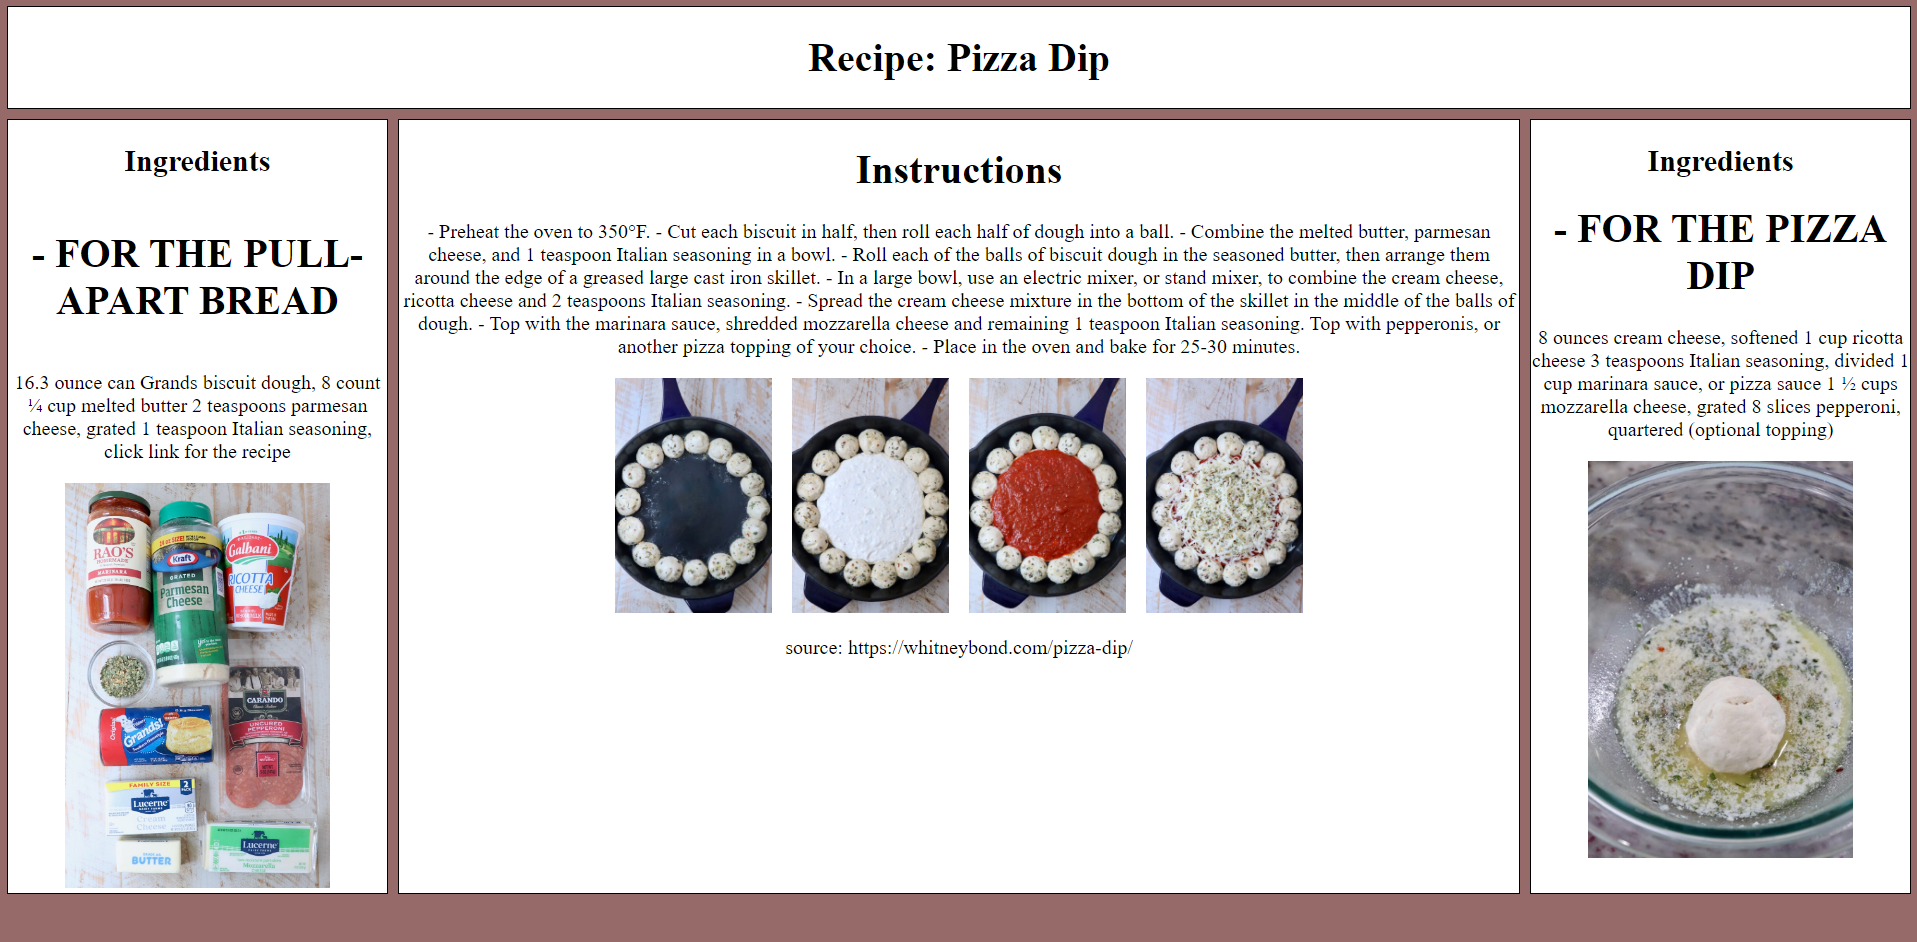 Recipe: Pizza Dip
Ingredients
- FOR THE PULL-
APART BREAD
16.3 ounce can Grands biscuit dough, 8 count
¼ cup melted butter 2 teaspoons parmesan
cheese, grated 1 teaspoon Italian seasoning,
click link for the recipe
RAO'S
HOMEMADE
MARINARA
Kraft
GRATED
Parmesan
Cheese
Galbani
RICOTTA
CHEESE
CARANDO
UNCURED
PEPPERONI
Original
Grands!
FAMILY SIZE
2
PACK
Lucerne
Cream
Cheese
BUTTER
Lucerne
Mozzarella
Instructions
- Preheat the oven to 350°F. - Cut each biscuit in half, then roll each half of dough into a ball. - Combine the melted butter, parmesan
cheese, and 1 teaspoon Italian seasoning in a bowl. - Roll each of the balls of biscuit dough in the seasoned butter, then arrange them
around the edge of a greased large cast iron skillet. - In a large bowl, use an electric mixer, or stand mixer, to combine the cream cheese,
ricotta cheese and 2 teaspoons Italian seasoning. - Spread the cream cheese mixture in the bottom of the skillet in the middle of the balls of
dough. - Top with the marinara sauce, shredded mozzarella cheese and remaining 1 teaspoon Italian seasoning. Top with pepperonis, or
another pizza topping of your choice. - Place in the oven and bake for 25-30 minutes.
source: https://whitneybond.com/pizza-dip/
Ingredients
- FOR THE PIZZA
DIP
8 ounces cream cheese, softened 1 cup ricotta
cheese 3 teaspoons Italian seasoning, divided 1
cup marinara sauce, or pizza sauce 1 ½ cups
mozzarella cheese, grated 8 slices pepperoni,
quartered (optional topping)